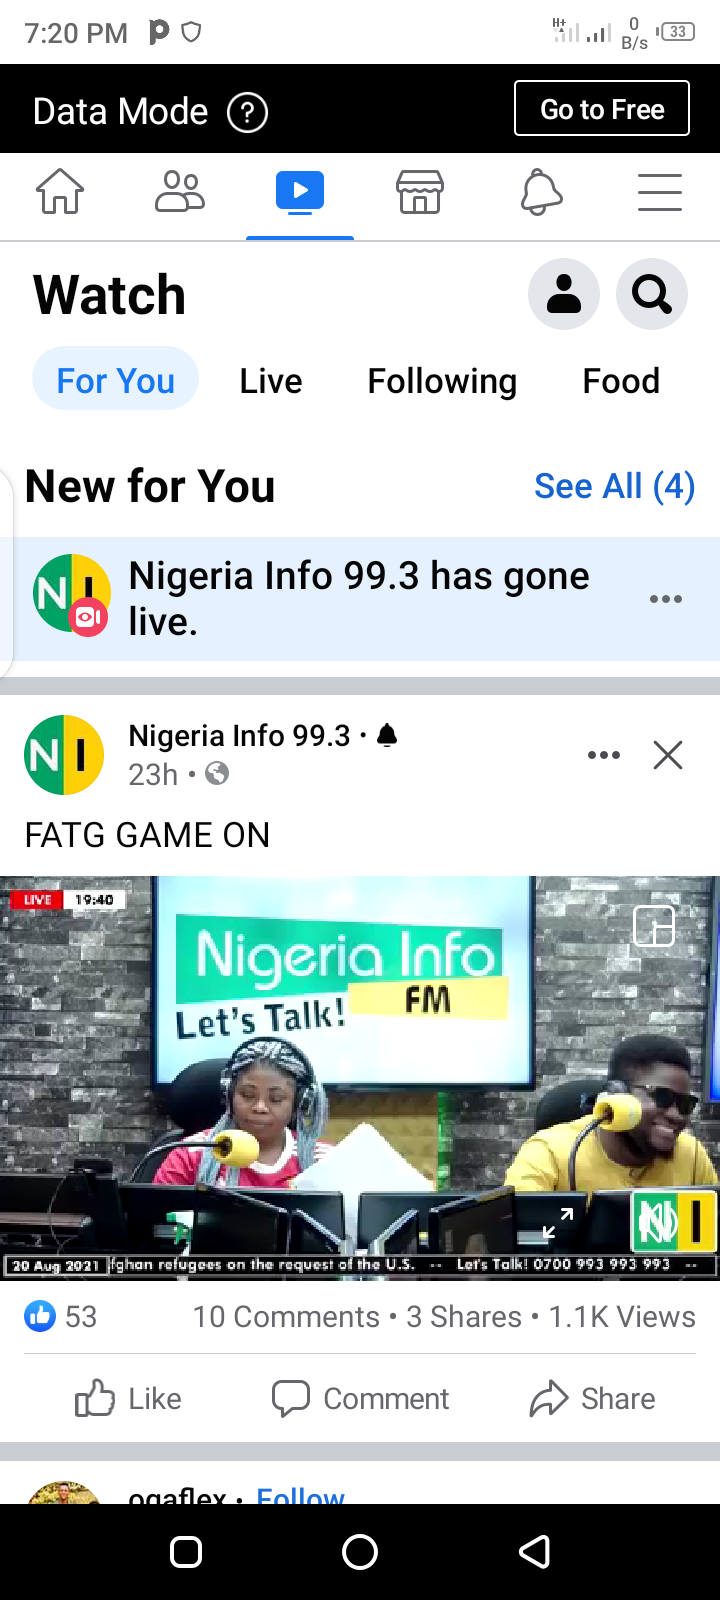 7:20 PM
H+
0
B/s
33
Data Mode ?
Go to Free
Watch
For You
Live
Following
Food
New for You
See All (4)
NI
Nigeria Info 99.3 has gone
live.
NI
Nigeria Info 99.3 •
23h •
FATG GAME ON
LIVE 19:40
Nigeria Info
FM
Let's Talk!
NI
20 Aug 2021 fghan refugees on the request of the U.S. -- Let's Talk! 0700 993 993 993 --
53
10 Comments • 3 Shares • 1.1K Views
Like
Comment
Share
ogaflex • Follow